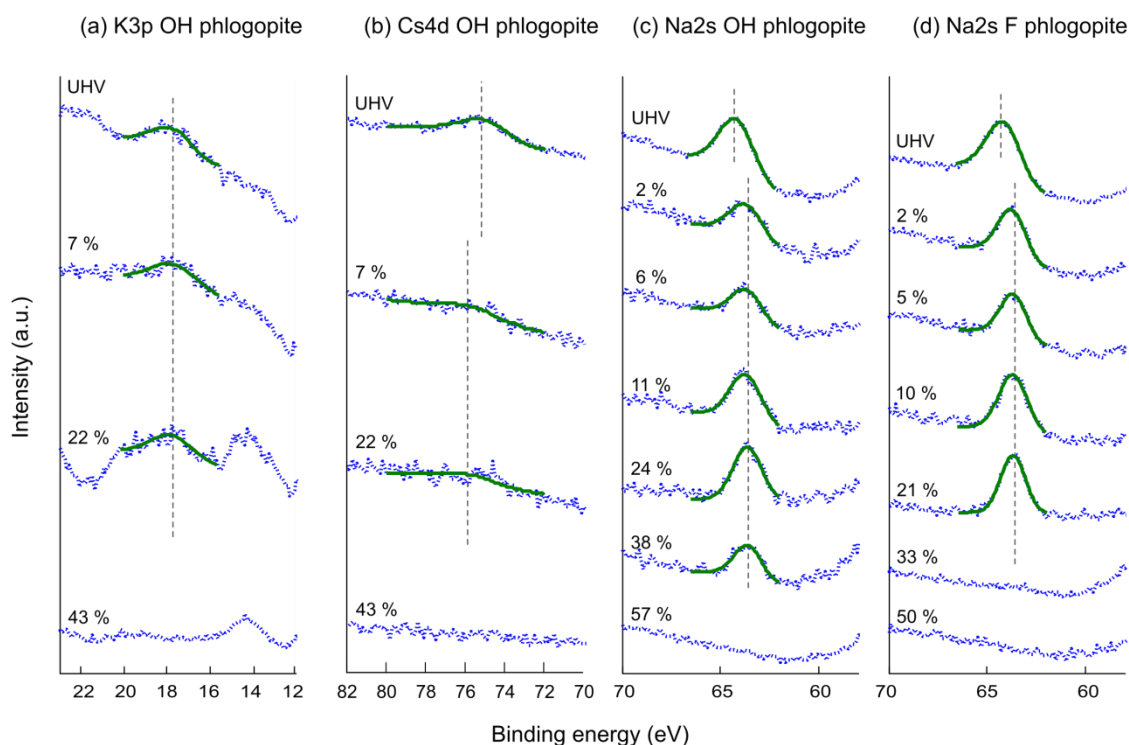 (a) K3p OH phlogopite
(b) Cs4d OH phlogopite
(c) Na2s OH phlogopite
(d) Na2s F phlogopite
Intensity (a.u.)
UHV
7 %
22 %
43 %
22 20 18 16 14 12
UHV
7 %
22 %
43 %
82 80 78 76 74 72 70
UHV
2 %
6 %
11 %
24 %
38 %
57 %
70 65 60
UHV
2 %
5 %
10 %
21 %
33 %
50 %
70 65 60
Binding energy (eV)